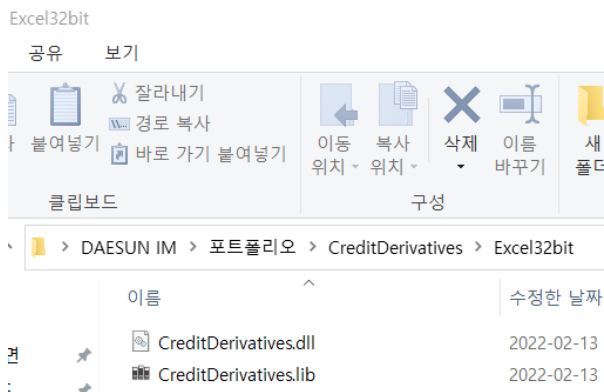 Excel32bit
공유 보기
잘라내기
경로 복사
붙여넣기
바로 가기 붙여넣기
이동 위치
복사 위치
삭제
이름 바꾸기
새
클립보드
구성
> DAESUN IM > 포트폴리오 > CreditDerivatives > Excel32bit
이름 수정한 날짜
CreditDerivatives.dll 2022-02-13
CreditDerivatives.lib 2022-02-13
면